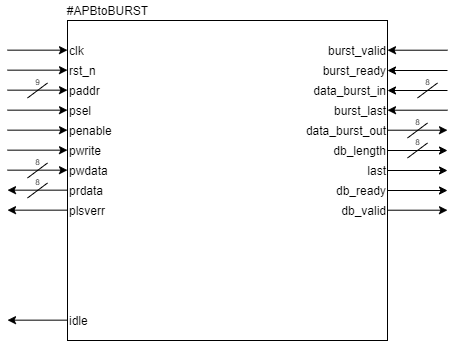 #APBtoBURST
clk
rst_n
9
paddr
psel
penable
pwrite
8
pwdata
8
prdata
plsverr
idle
burst_valid
burst_ready
8
data_burst_in
burst_last
8
data_burst_out
8
db_length
last
db_ready
db_valid